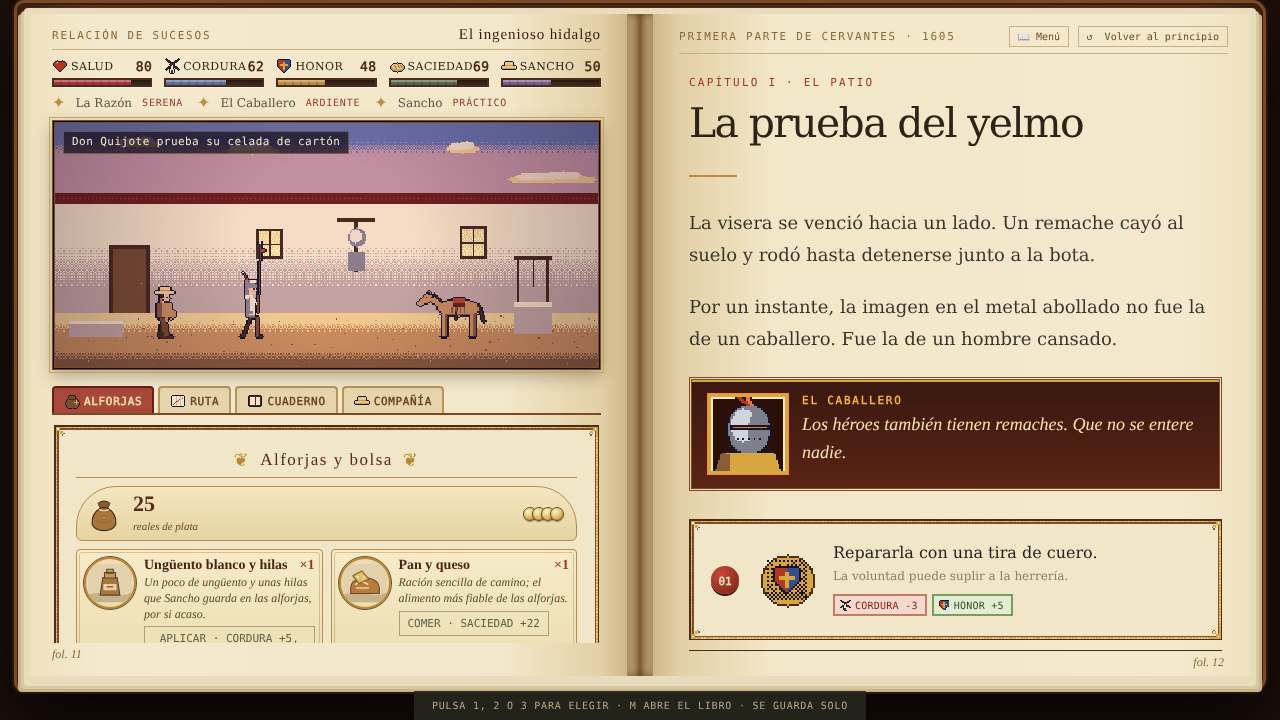 RELACIÓN DE SUCESOS
El ingenioso hidalgo
SALUD 80
CORDURA 62
HONOR 48
SACIEDAD 69
SANCHO 50
La Razón SERENA
El Caballero ARDIENTE
Sancho PRÁCTICO
Don Quijote prueba su celada de cartón
ALFORJAS
RUTA
CUADERNO
COMPAÑÍA
Alforjas y bolsa
25
reales de plata
Ungüento blanco y hilas ×1
Un poco de ungüento y unas hilas
que Sancho guarda en las alforjas,
por si acaso.
APLICAR · CORDURA +5,
Pan y queso ×1
Ración sencilla de camino; el
alimento más fiable de las alforjas.
COMER · SACIEDAD +22
fol. 11
PRIMERA PARTE DE CERVANTES · 1605
Menú
Volver al principio
CAPÍTULO I · EL PATIO
La prueba del yelmo
La visera se venció hacia un lado. Un remache cayó al
suelo y rodó hasta detenerse junto a la bota.
Por un instante, la imagen en el metal abollado no fue la
de un caballero. Fue la de un hombre cansado.
EL CABALLERO
Los héroes también tienen remaches. Que no se entere
nadie.
01
Repararla con una tira de cuero.
La voluntad puede suplir a la herrería.
CORDURA -3
HONOR +5
fol. 12
PULSA 1, 2 O 3 PARA ELEGIR · M ABRE EL LIBRO · SE GUARDA SOLO